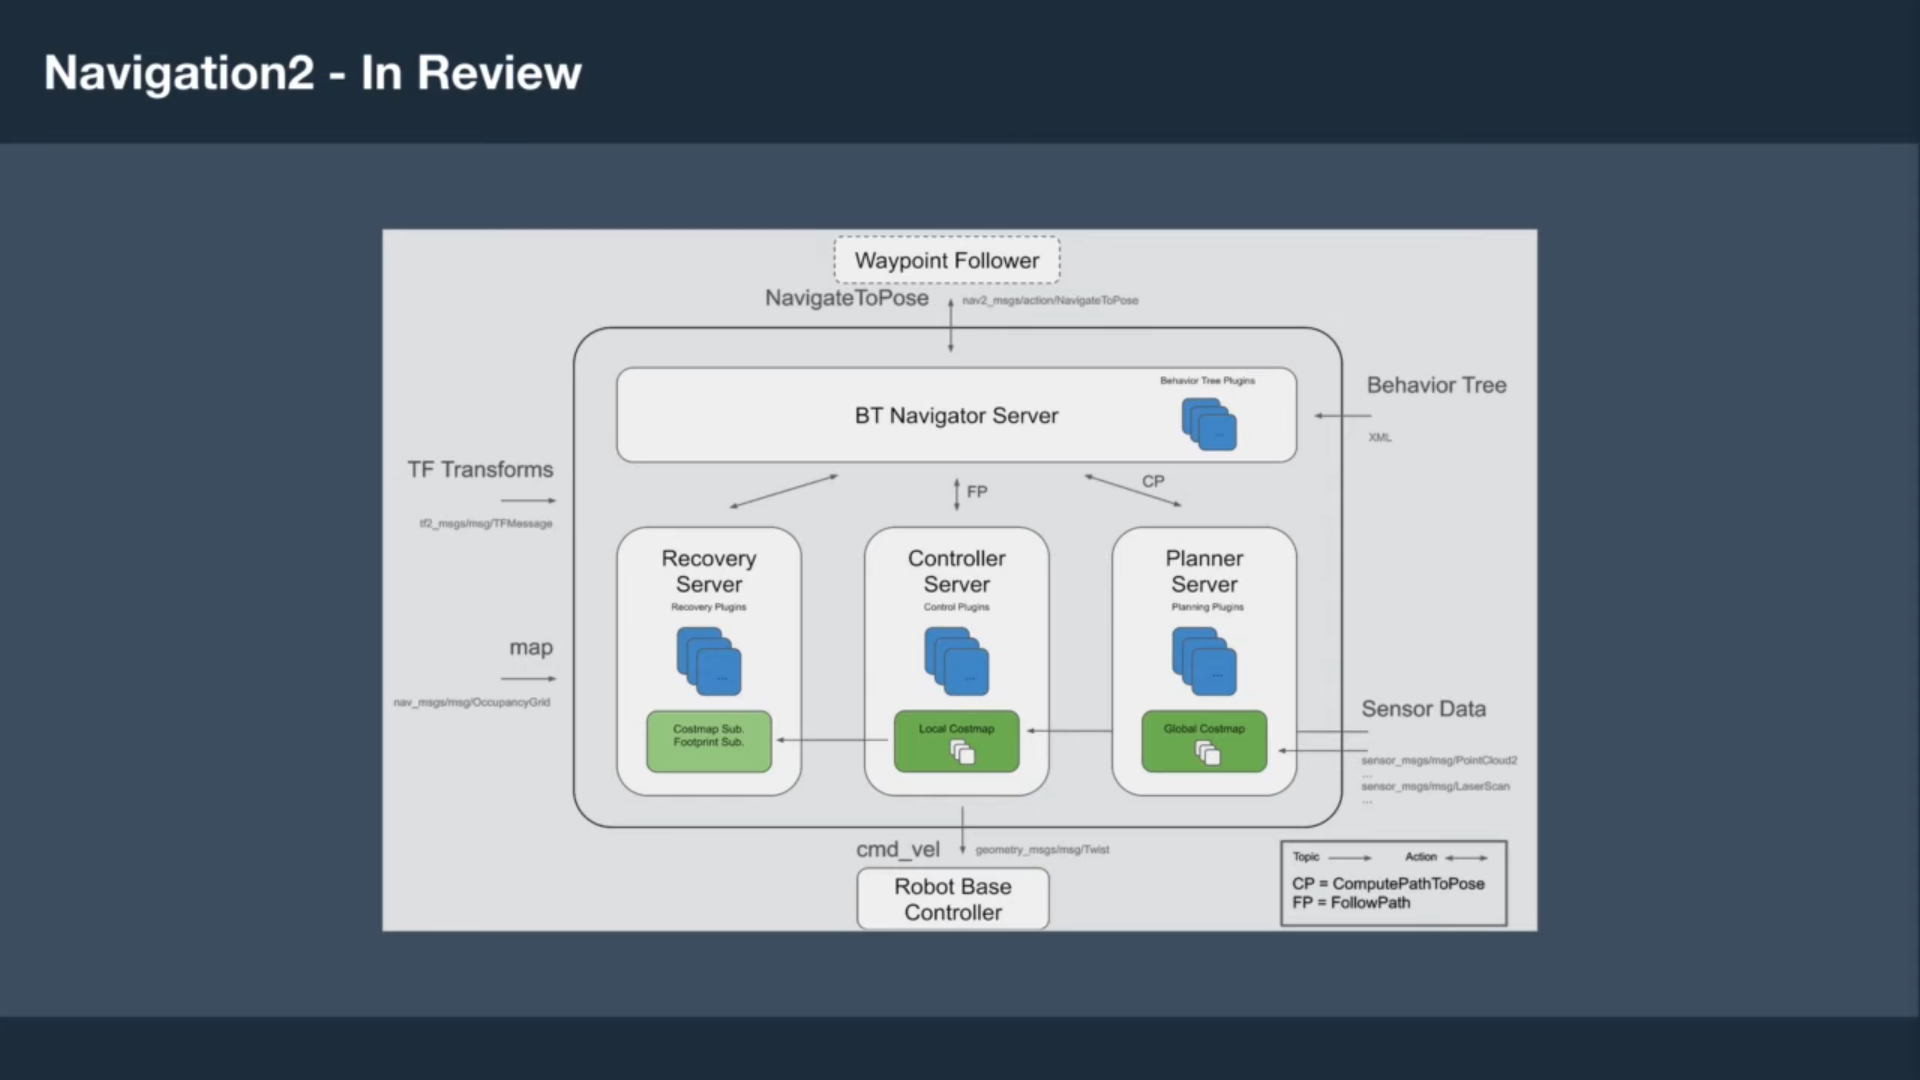 Navigation2 - In Review
Waypoint Follower
NavigateToPose
nav2_msgs/action/NavigateToPose
Behavior Tree Plugins
BT Navigator Server
...
Behavior Tree
XML
TF Transforms
tf2_msgs/msg/TFMessage
FP
CP
Recovery
Server
Recovery Plugins
...
Controller
Server
Control Plugins
...
Planner
Server
Planning Plugins
...
map
nav_msgs/msg/OccupancyGrid
Costmap Sub.
Footprint Sub.
Local Costmap
Global Costmap
Sensor Data
sensor_msgs/msg/PointCloud2
...
sensor_msgs/msg/LaserScan
...
cmd_vel
geometry_msgs/msg/Twist
Robot Base
Controller
Topic
Action
CP = ComputePathToPose
FP = FollowPath